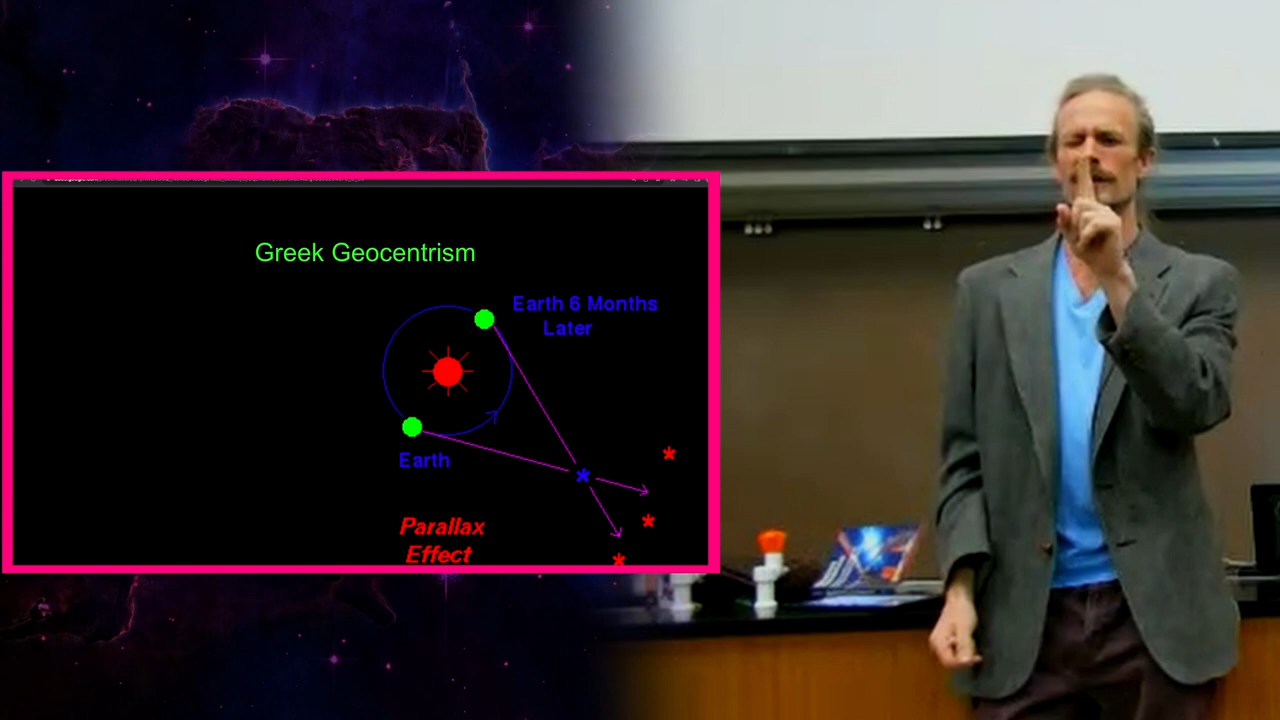 Greek Geocentrism
Earth 6 Months
Later
Earth
Parallax
Effect